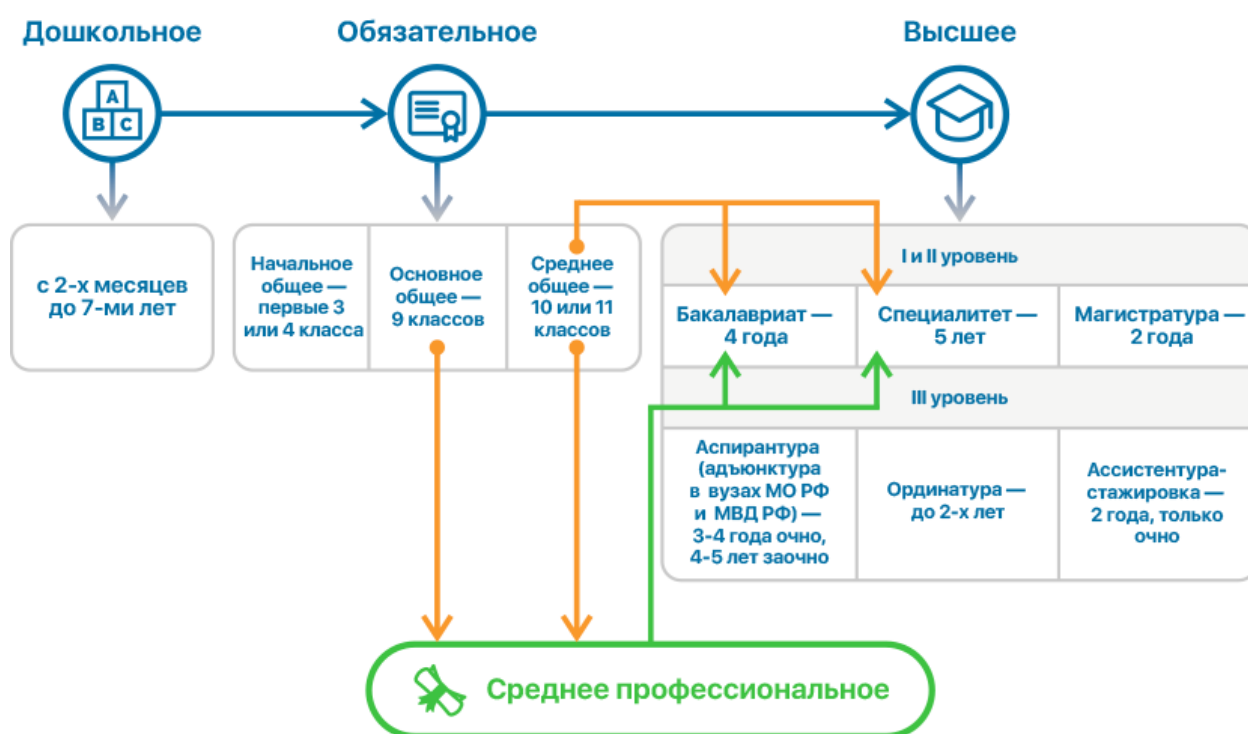 Дошкольное
Обязательное
Высшее
A
B C
с 2-х месяцев
до 7-ми лет
Начальное
общее —
первые 3
или 4 класса
Основное
общее —
9 классов
Среднее
общее —
10 или 11
классов
I и II уровень
Бакалавриат —
4 года
Специалитет —
5 лет
Магистратура —
2 года
III уровень
Аспирантура
(адъюнктура
в вузах МО РФ
и МВД РФ) —
3-4 года очно,
4-5 лет заочно
Ординатура —
до 2-х лет
Ассистентура-
стажировка —
2 года, только
очно
Среднее профессиональное